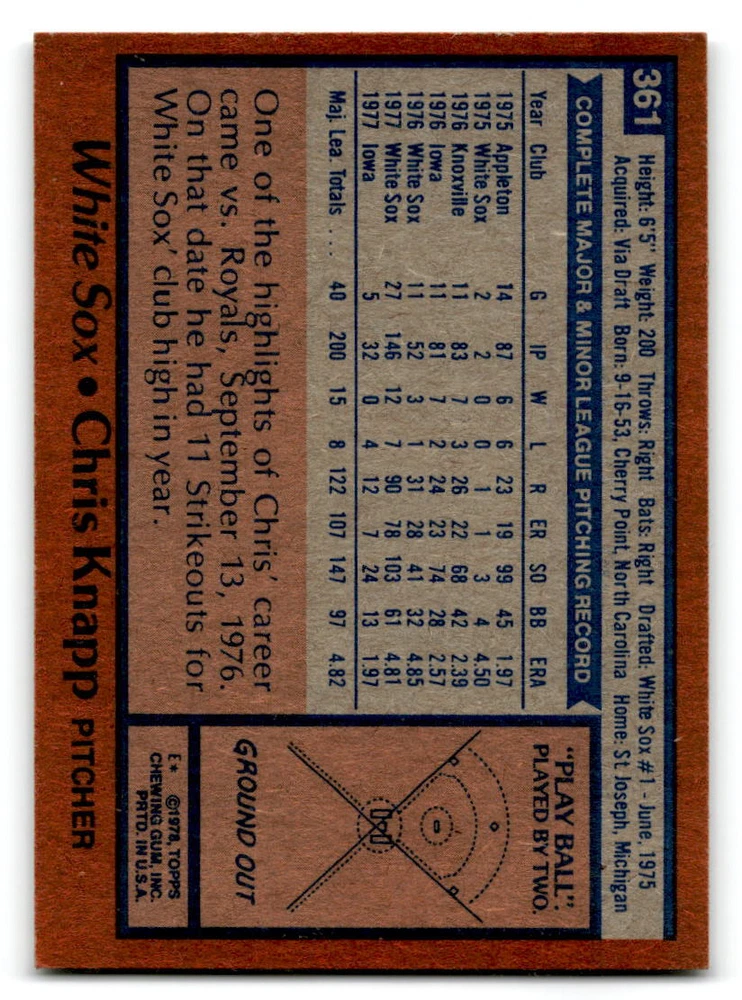 361
Height: 6'5" Weight: 200 Throws: Right Bats: Right Drafted: White Sox #1 - June, 1975
Acquired: Via Draft Born: 9-16-53, Cherry Point, North Carolina Home: St. Joseph, Michigan
COMPLETE MAJOR & MINOR LEAGUE PITCHING RECORD
Year Club G IP W L R ER SO BB ERA
1975 Appleton 14 87 6 6 23 19 99 45 1.97
1975 White Sox 2 2 0 0 1 1 3 4 4.50
1976 Knoxville 11 83 7 3 26 22 68 42 2.39
1976 Iowa 11 81 7 2 24 23 74 28 2.57
1976 White Sox 11 52 3 1 31 28 41 32 4.85
1977 White Sox 27 146 12 7 90 78 103 61 4.81
1977 Iowa 5 32 0 4 12 7 24 13 1.97
Maj. Lea. Totals .... 40 200 15 8 122 107 147 97 4.82
One of the highlights of Chris' career
came vs. Royals, September 13, 1976.
On that date he had 11 Strikeouts for
White Sox' club high in year.
"PLAY BALL":
PLAYED BY TWO.
GROUND OUT
E* ©1978, TOPPS
CHEWING GUM, INC.
PRTD. IN U.S.A.
White Sox • Chris Knapp PITCHER